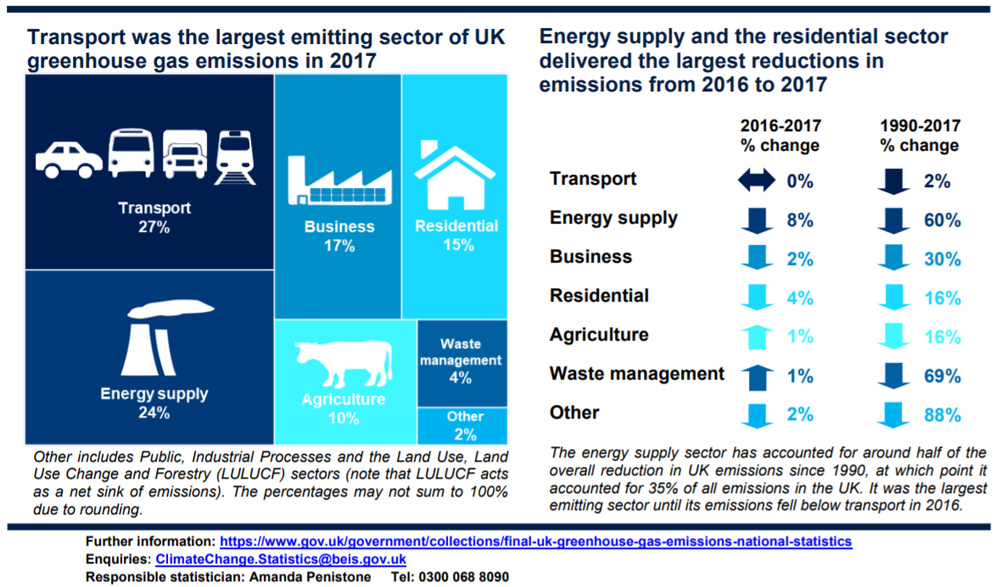 Transport was the largest emitting sector of UK
greenhouse gas emissions in 2017
Transport
27%
Business
17%
Residential
15%
Energy supply
24%
Agriculture
10%
Waste
management
4%
Other
2%
Other includes Public, Industrial Processes and the Land Use, Land
Use Change and Forestry (LULUCF) sectors (note that LULUCF acts
as a net sink of emissions). The percentages may not sum to 100%
due to rounding.
Energy supply and the residential sector
delivered the largest reductions in
emissions from 2016 to 2017
2016-2017 1990-2017
% change % change
Transport 0% 2%
Energy supply 8% 60%
Business 2% 30%
Residential 4% 16%
Agriculture 1% 16%
Waste management 1% 69%
Other 2% 88%
The energy supply sector has accounted for around half of the
overall reduction in UK emissions since 1990, at which point it
accounted for 35% of all emissions in the UK. It was the largest
emitting sector until its emissions fell below transport in 2016.
Further information: https://www.gov.uk/government/collections/final-uk-greenhouse-gas-emissions-national-statistics
Enquiries: ClimateChange.Statistics@beis.gov.uk
Responsible statistician: Amanda Penistone Tel: 0300 068 8090